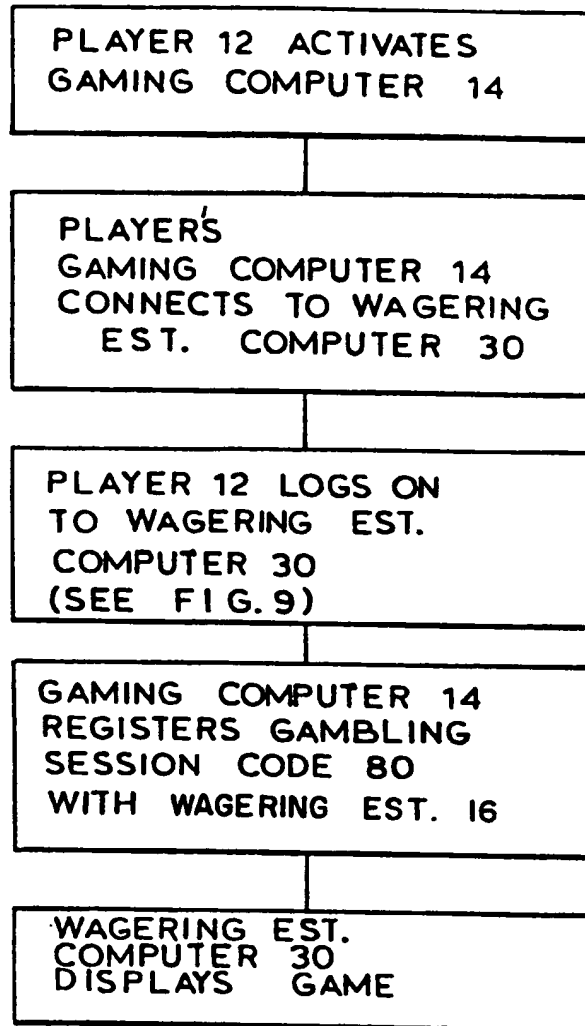 PLAYER 12 ACTIVATES
GAMING COMPUTER 14
PLAYER'S
GAMING COMPUTER 14
CONNECTS TO WAGERING
EST. COMPUTER 30
PLAYER 12 LOGS ON
TO WAGERING EST.
COMPUTER 30
(SEE FIG. 9)
GAMING COMPUTER 14
REGISTERS GAMBLING
SESSION CODE 80
WITH WAGERING EST. 16
WAGERING EST.
COMPUTER 30
DISPLAYS GAME